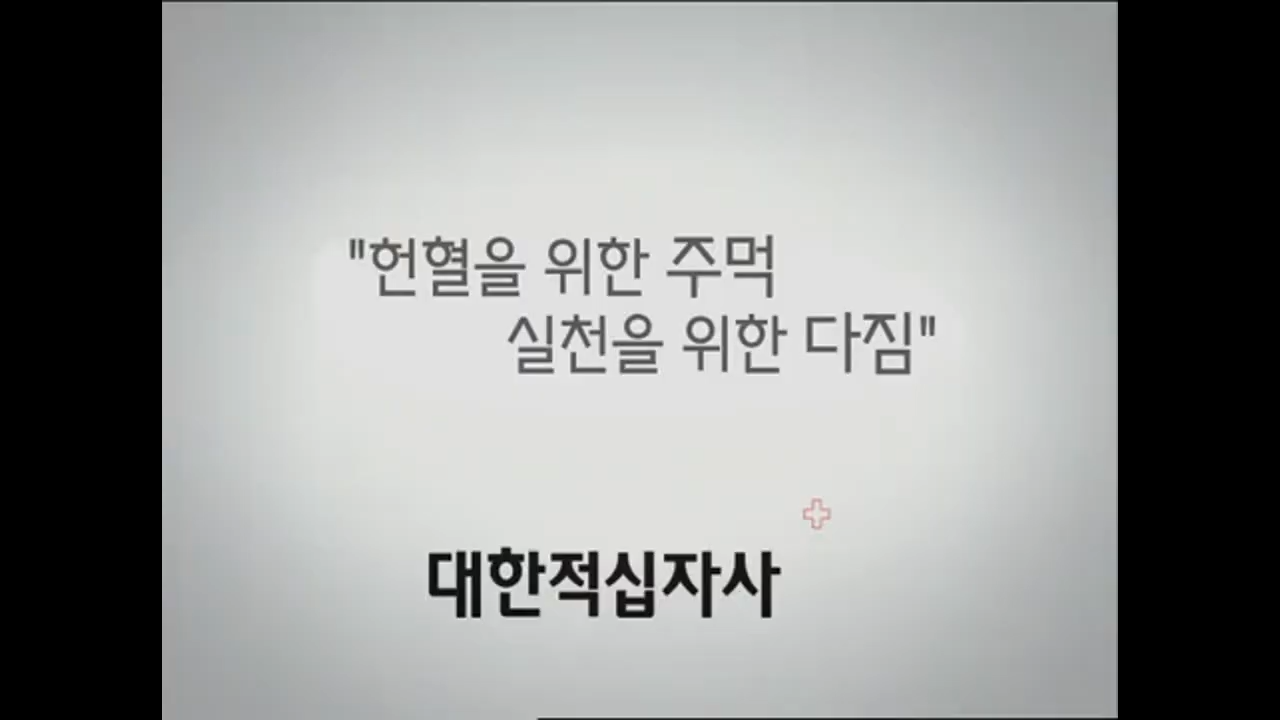 "헌혈을 위한 주먹
실천을 위한 다짐"
대한적십자사